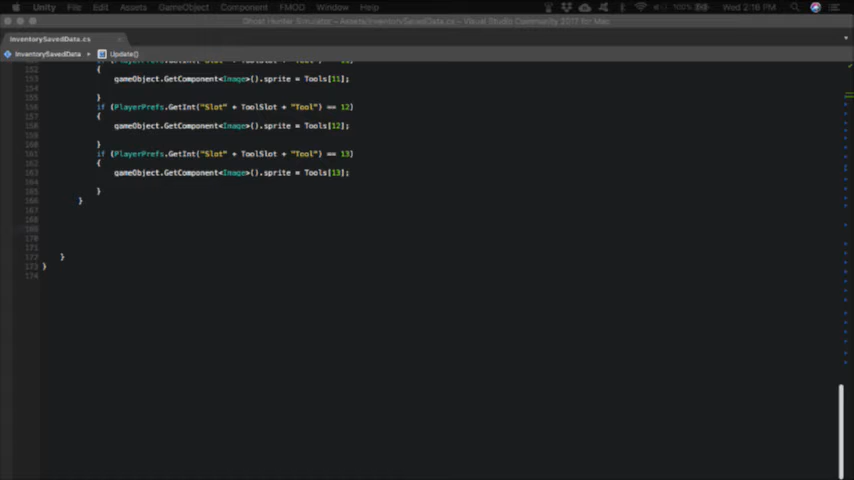 Unity File Edit Assets GameObject Component FMOD Window Help 100% Wed 2:16 PM
Ghost Hunter Simulator – Assets/InventorySavedData.cs – Visual Studio Community 2017 for Mac
InventorySavedData.cs
InventorySavedData Update()
152 {
153 gameObject.GetComponent<Image>().sprite = Tools[11];
154
155 }
156 if (PlayerPrefs.GetInt("Slot" + ToolSlot + "Tool") == 12)
157 {
158 gameObject.GetComponent<Image>().sprite = Tools[12];
159
160 }
161 if (PlayerPrefs.GetInt("Slot" + ToolSlot + "Tool") == 13)
162 {
163 gameObject.GetComponent<Image>().sprite = Tools[13];
164
165 }
166 }
167
168
169
170
171
172 }
173 }
174